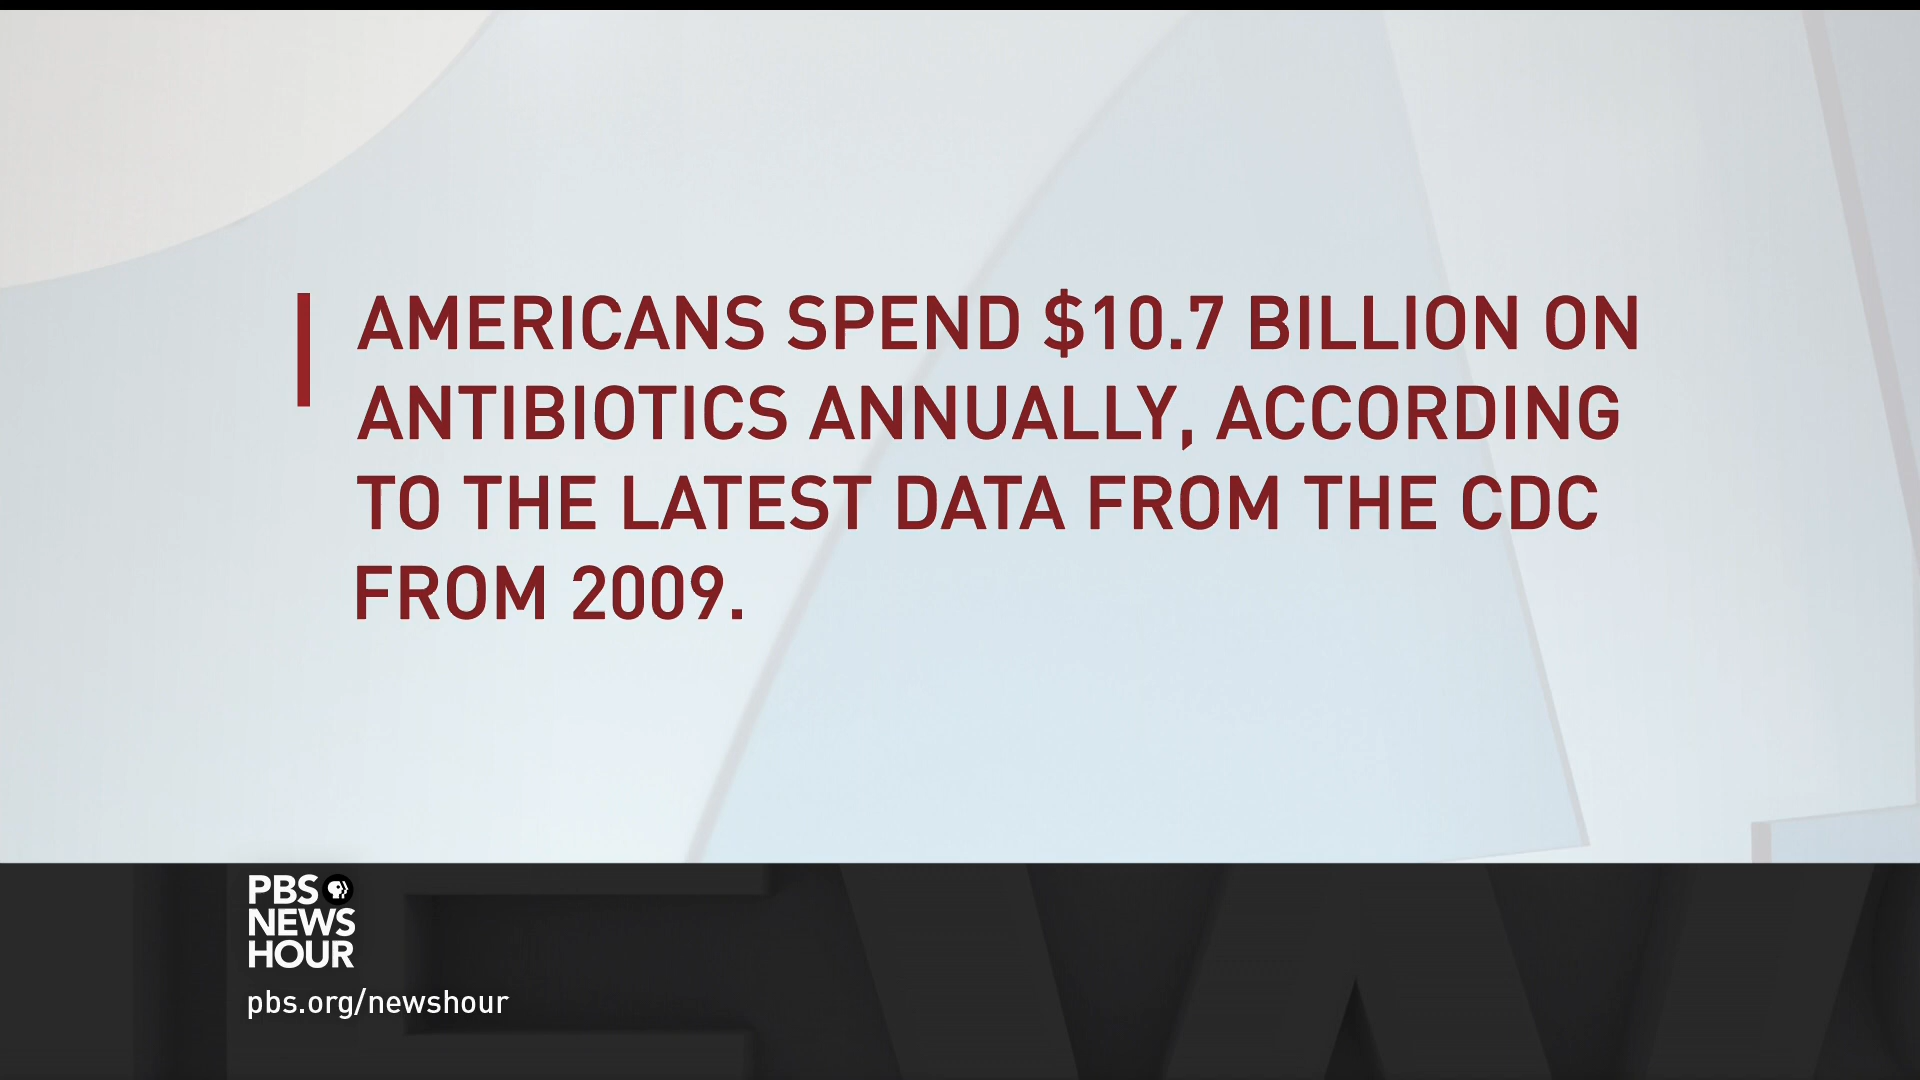 AMERICANS SPEND $10.7 BILLION ON
ANTIBIOTICS ANNUALLY, ACCORDING
TO THE LATEST DATA FROM THE CDC
FROM 2009.
PBS
NEWS
HOUR
pbs.org/newshour